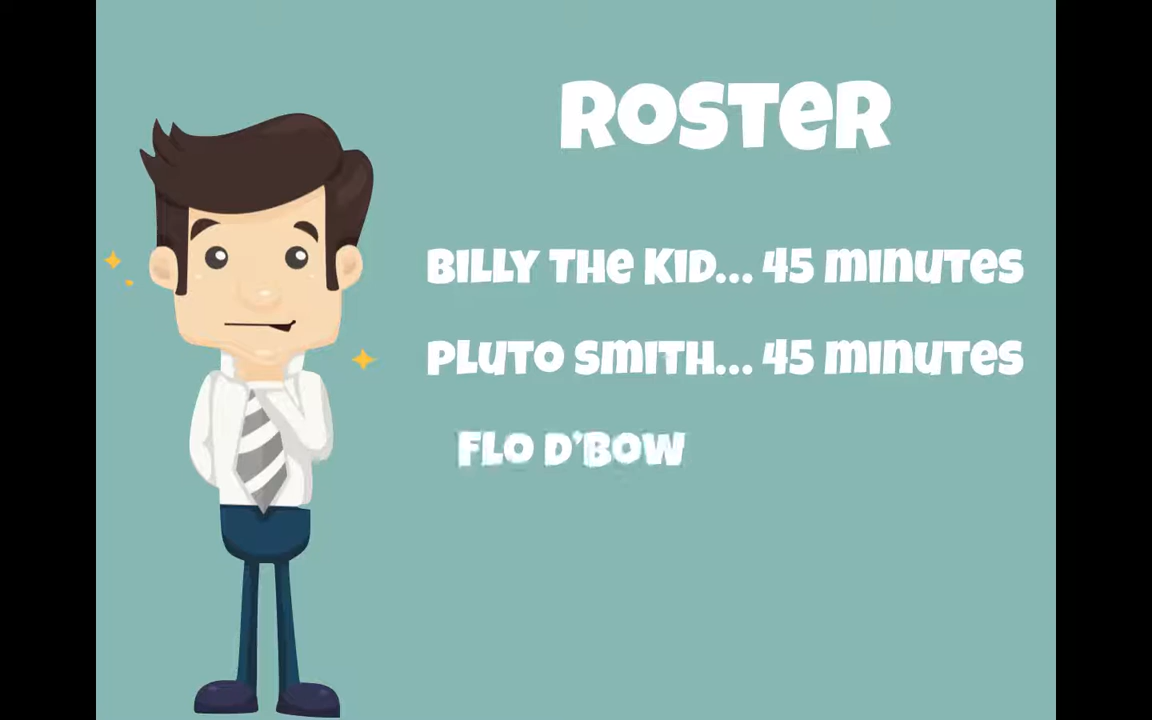 ROSTER
BILLY THE KID... 45 MINUTES
PLUTO SMITH... 45 MINUTES
FLO D'BOW